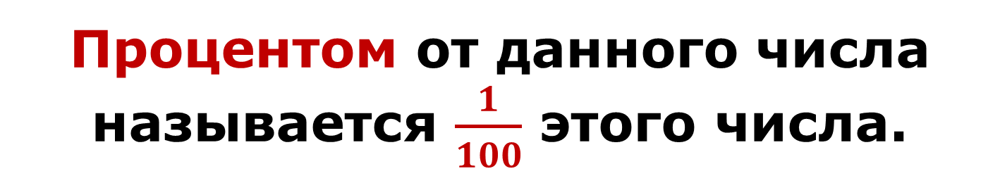 Процентом от данного числа
называется 1/100 этого числа.